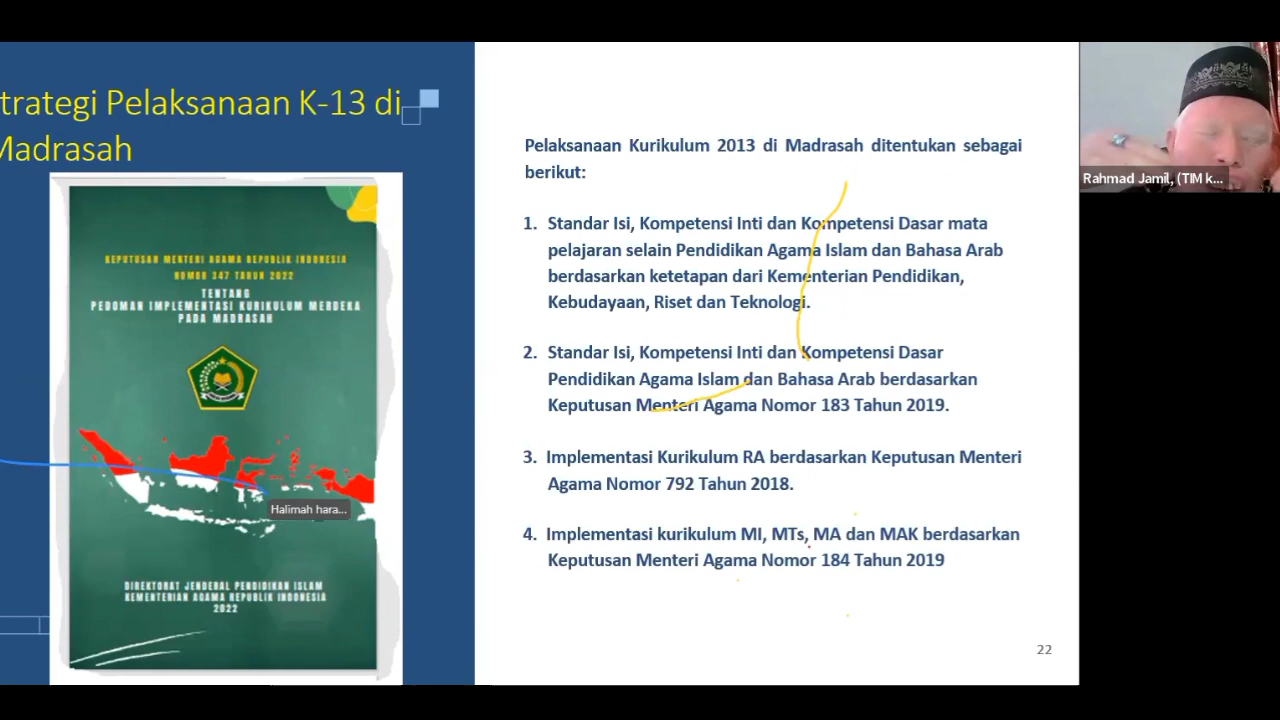 trategi Pelaksanaan K-13 di
Madrasah
KEPUTUSAN MENTERI AGAMA REPUBLIK INDONESIA
NOMOR 347 TAHUN 2022
TENTANG
PEDOMAN IMPLEMENTASI KURIKULUM MERDEKA
PADA MADRASAH
Halimah hara...
DIREKTORAT JENDERAL PENDIDIKAN ISLAM
KEMENTERIAN AGAMA REPUBLIK INDONESIA
2022
Pelaksanaan Kurikulum 2013 di Madrasah ditentukan sebagai
berikut:
1. Standar Isi, Kompetensi Inti dan Kompetensi Dasar mata
pelajaran selain Pendidikan Agama Islam dan Bahasa Arab
berdasarkan ketetapan dari Kementerian Pendidikan,
Kebudayaan, Riset dan Teknologi.
2. Standar Isi, Kompetensi Inti dan Kompetensi Dasar
Pendidikan Agama Islam dan Bahasa Arab berdasarkan
Keputusan Menteri Agama Nomor 183 Tahun 2019.
3. Implementasi Kurikulum RA berdasarkan Keputusan Menteri
Agama Nomor 792 Tahun 2018.
4. Implementasi kurikulum MI, MTs, MA dan MAK berdasarkan
Keputusan Menteri Agama Nomor 184 Tahun 2019
22
Rahmad Jamil, (TIM k...